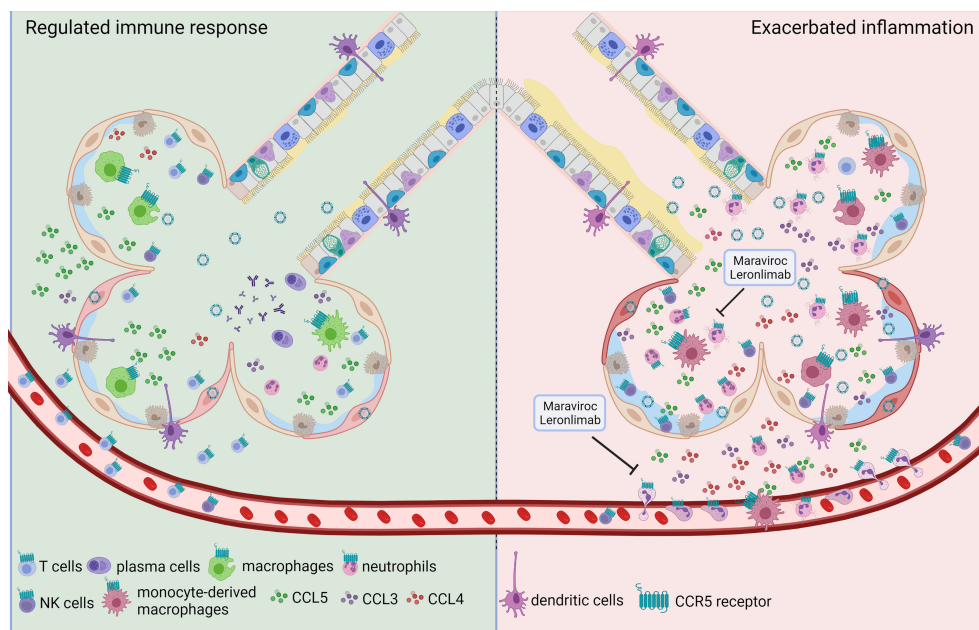 Regulated immune response
Exacerbated inflammation
Maraviroc
Leronlimab
Maraviroc
Leronlimab
T cells
plasma cells
macrophages
neutrophils
NK cells
monocyte-derived
macrophages
CCL5
CCL3
CCL4
dendritic cells
CCR5 receptor